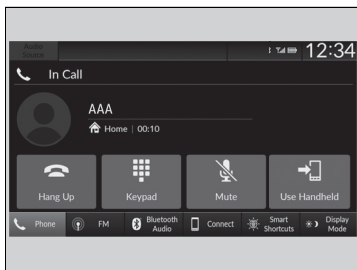 Audio
Source
12:34
In Call
AAA
Home | 00:10
Hang Up
Keypad
Mute
Use Handheld
Phone
FM
Bluetooth
Audio
Connect
Smart
Shortcuts
Display
Mode